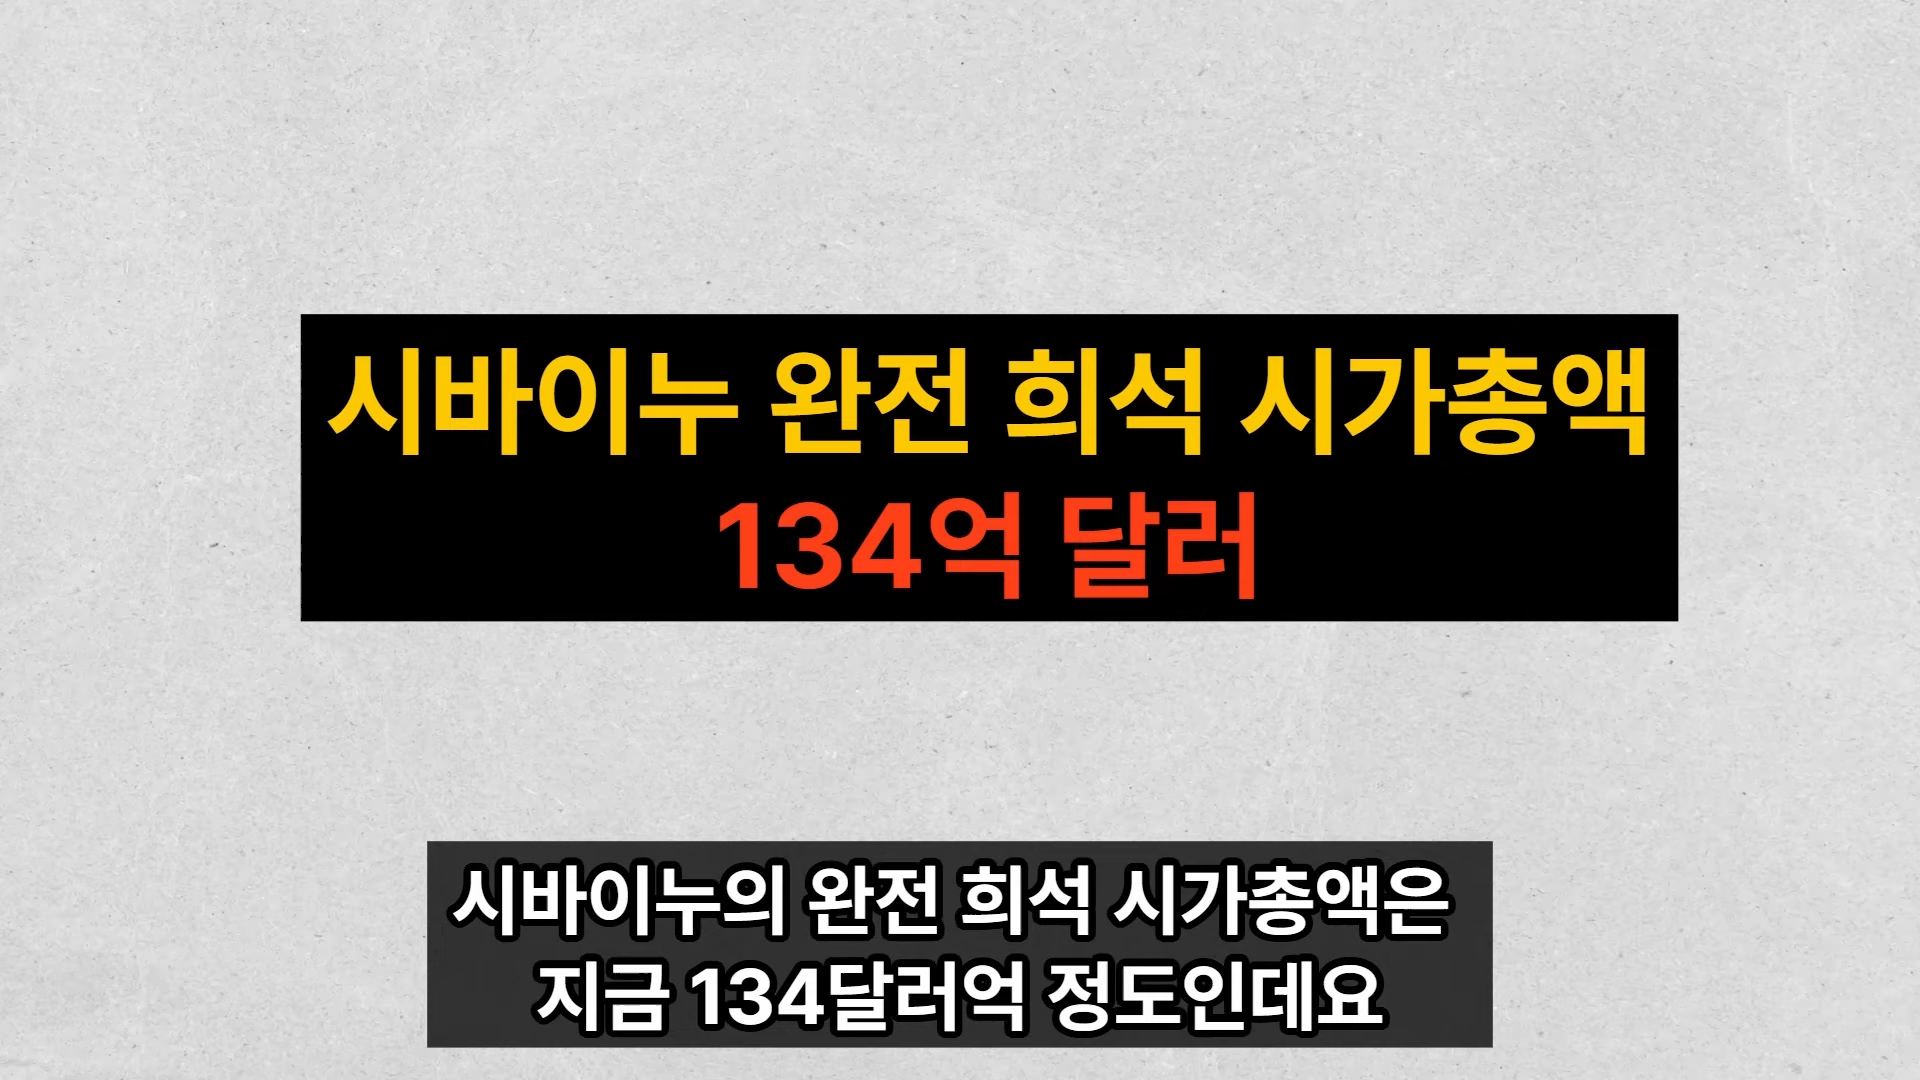 시바이누 완전 희석 시가총액
134억 달러
시바이누의 완전 희석 시가총액은
지금 134달러억 정도인데요